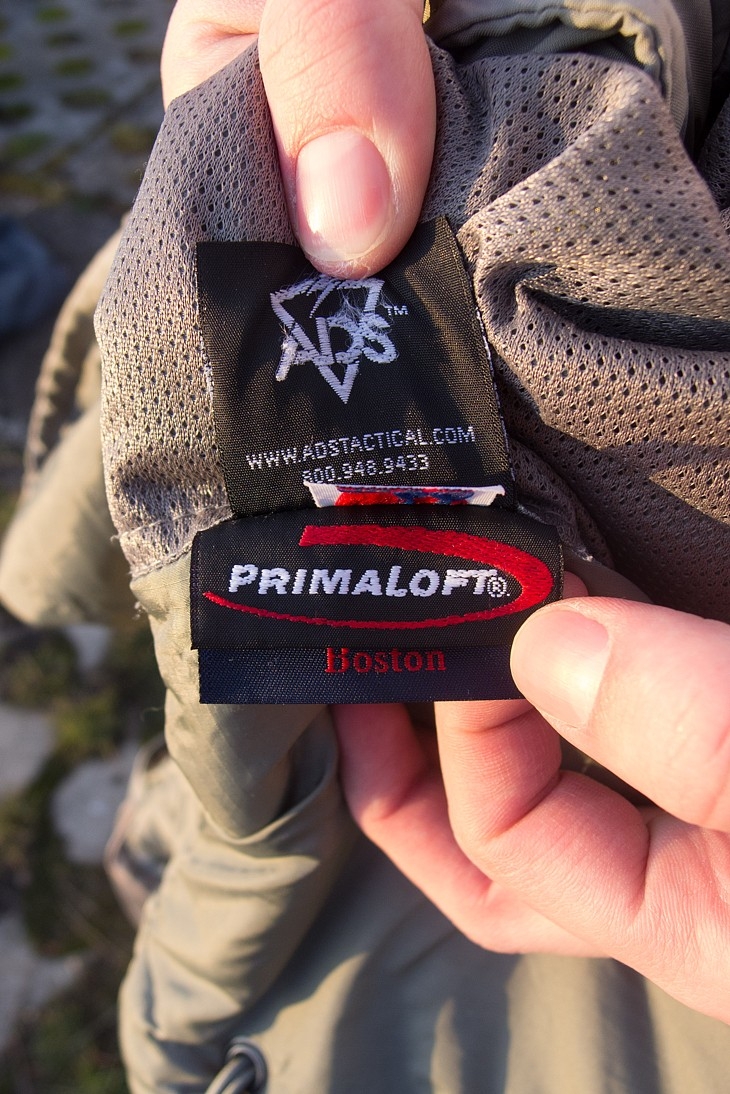 ADS™
WWW.ADSTACTICAL.COM
800.948.9433
PRIMALOFT®
Boston